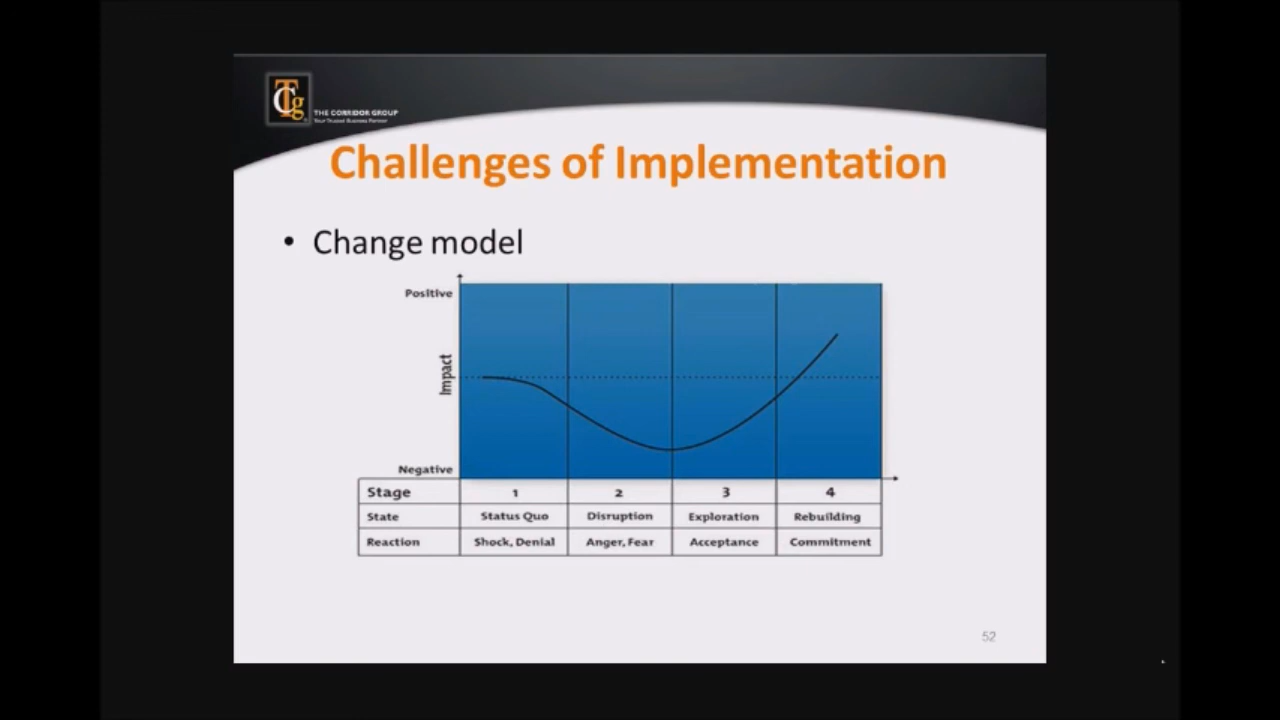 TCg
THE CORRIDOR GROUP
Your Trusted Business Partner
Challenges of Implementation
• Change model
Positive
Impact
Negative
Stage 1 2 3 4
State Status Quo Disruption Exploration Rebuilding
Reaction Shock, Denial Anger, Fear Acceptance Commitment
52